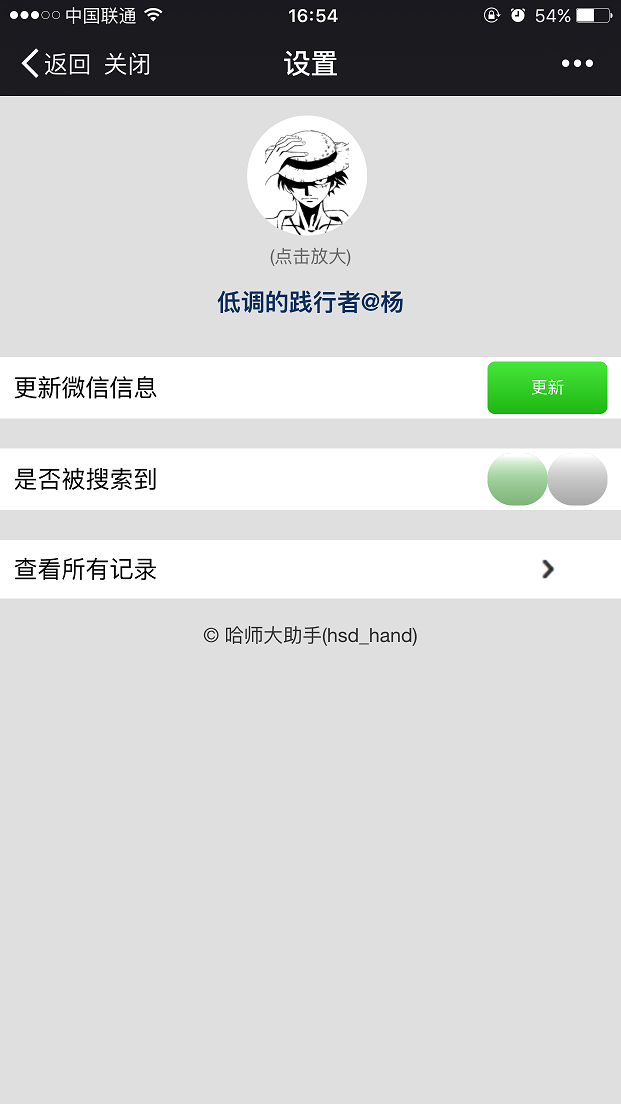 中国联通 16:54 54%
返回 关闭 设置
(点击放大)
低调的践行者@杨
更新微信信息 更新
是否被搜索到
查看所有记录
© 哈师大助手(hsd_hand)